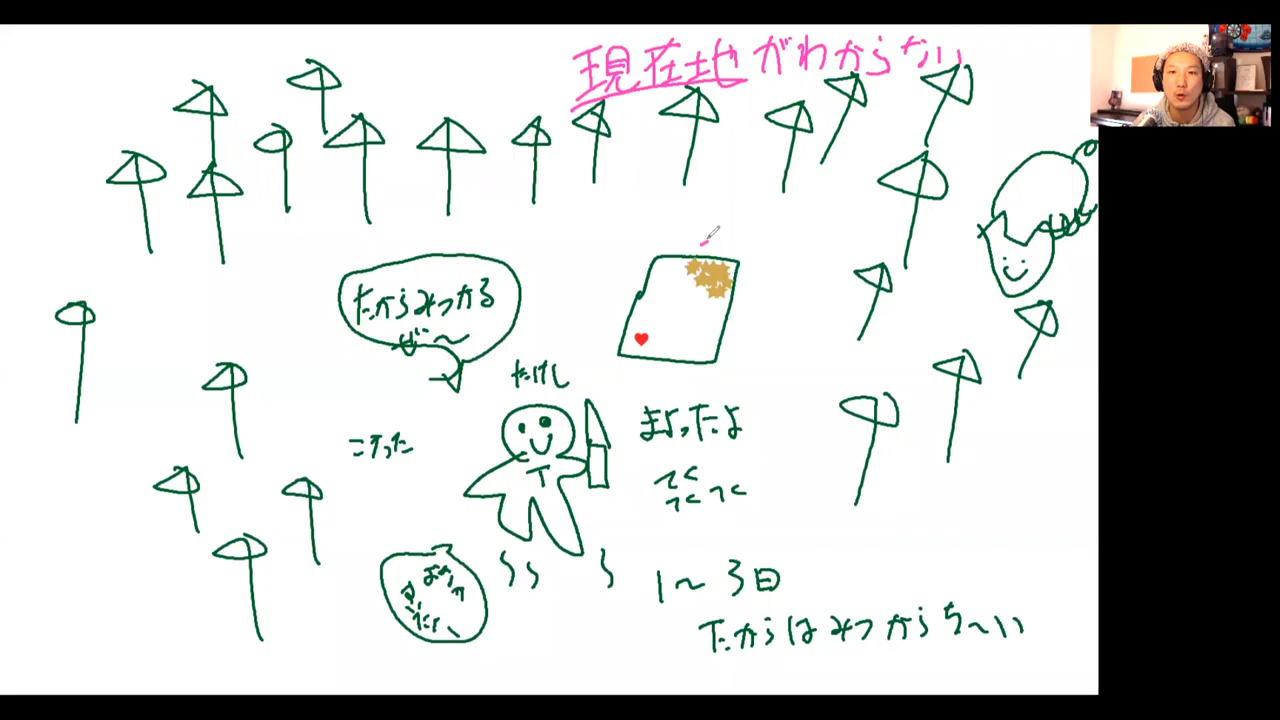 現在地がわからない
たからみつかる
ぜ〜
たけし
まよったよ
こまった
T
てく
てくてく
1〜3日
たからはみつからな〜い